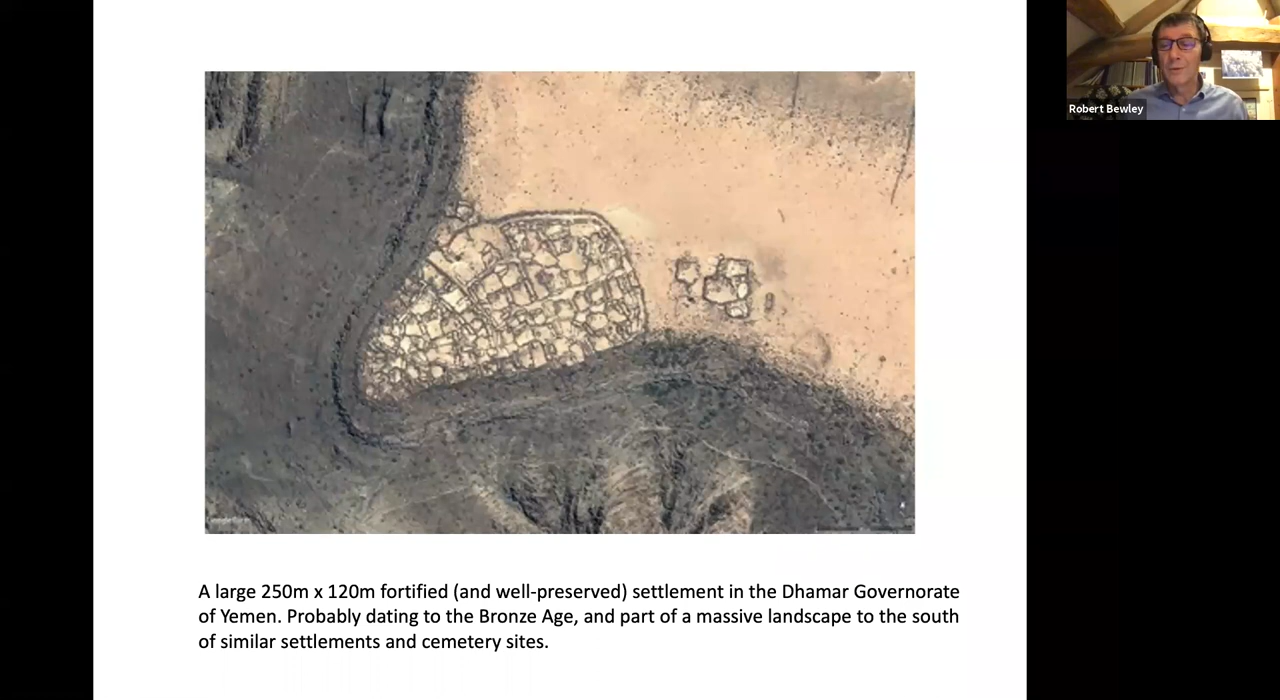 Robert Bewley
A large 250m x 120m fortified (and well-preserved) settlement in the Dhamar Governorate
of Yemen. Probably dating to the Bronze Age, and part of a massive landscape to the south
of similar settlements and cemetery sites.